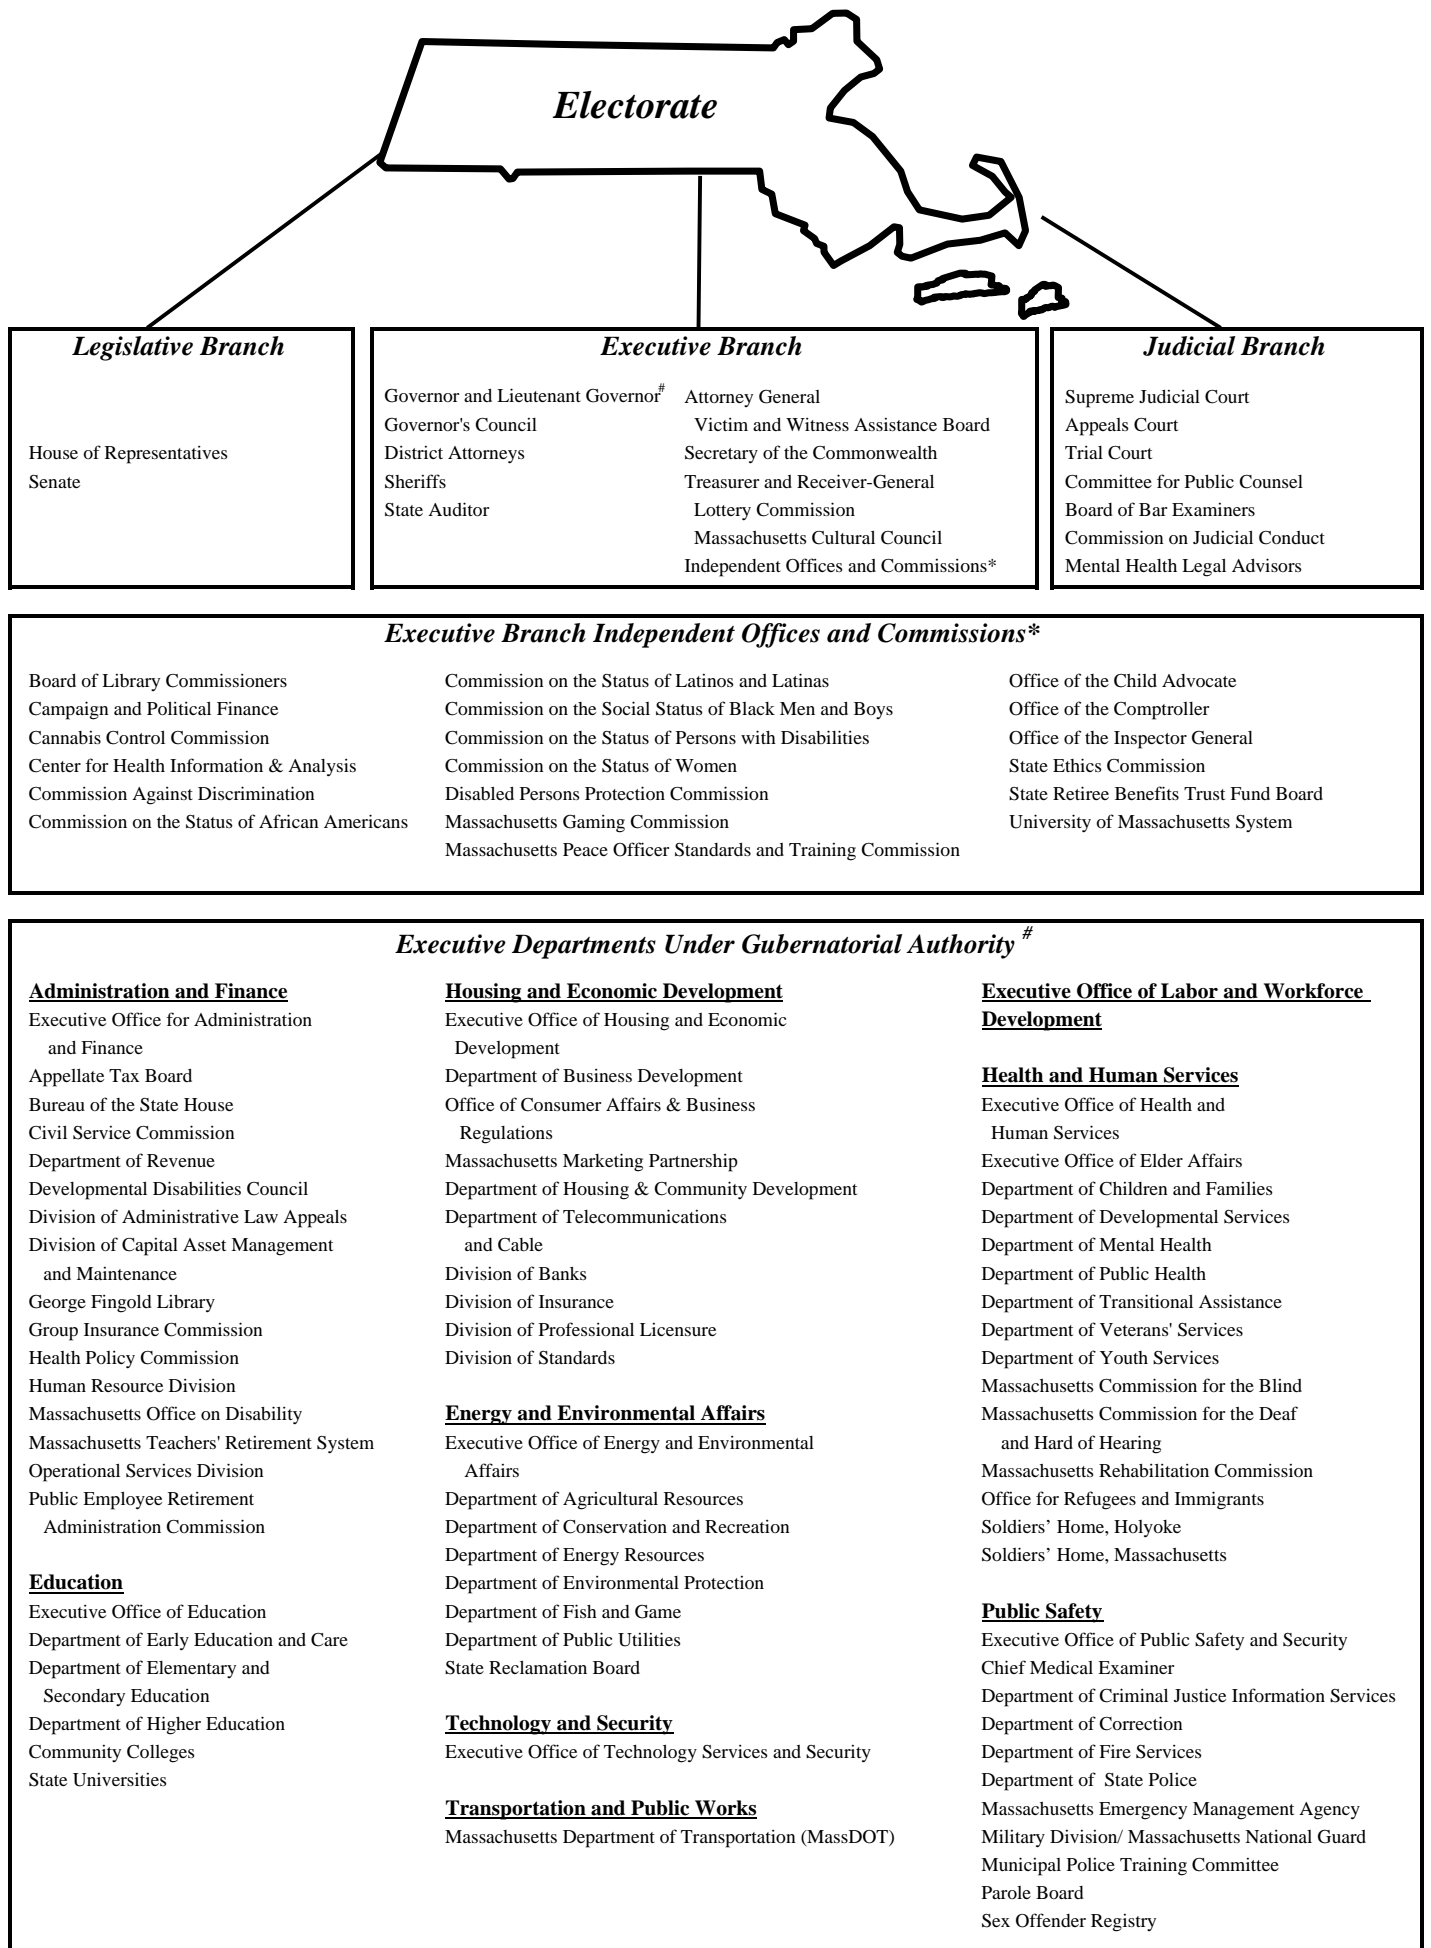 Electorate
Legislative Branch
House of Representatives
Senate
Executive Branch
Governor and Lieutenant Governor#
Governor's Council
District Attorneys
Sheriffs
State Auditor
Attorney General
Victim and Witness Assistance Board
Secretary of the Commonwealth
Treasurer and Receiver-General
Lottery Commission
Massachusetts Cultural Council
Independent Offices and Commissions*
Judicial Branch
Supreme Judicial Court
Appeals Court
Trial Court
Committee for Public Counsel
Board of Bar Examiners
Commission on Judicial Conduct
Mental Health Legal Advisors
Executive Branch Independent Offices and Commissions*
Board of Library Commissioners
Campaign and Political Finance
Cannabis Control Commission
Center for Health Information & Analysis
Commission Against Discrimination
Commission on the Status of African Americans
Commission on the Status of Latinos and Latinas
Commission on the Social Status of Black Men and Boys
Commission on the Status of Persons with Disabilities
Commission on the Status of Women
Disabled Persons Protection Commission
Massachusetts Gaming Commission
Massachusetts Peace Officer Standards and Training Commission
Office of the Child Advocate
Office of the Comptroller
Office of the Inspector General
State Ethics Commission
State Retiree Benefits Trust Fund Board
University of Massachusetts System
Executive Departments Under Gubernatorial Authority #
Administration and Finance
Executive Office for Administration
and Finance
Appellate Tax Board
Bureau of the State House
Civil Service Commission
Department of Revenue
Developmental Disabilities Council
Division of Administrative Law Appeals
Division of Capital Asset Management
and Maintenance
George Fingold Library
Group Insurance Commission
Health Policy Commission
Human Resource Division
Massachusetts Office on Disability
Massachusetts Teachers' Retirement System
Operational Services Division
Public Employee Retirement
Administration Commission
Education
Executive Office of Education
Department of Early Education and Care
Department of Elementary and
Secondary Education
Department of Higher Education
Community Colleges
State Universities
Housing and Economic Development
Executive Office of Housing and Economic
Development
Department of Business Development
Office of Consumer Affairs & Business
Regulations
Massachusetts Marketing Partnership
Department of Housing & Community Development
Department of Telecommunications
and Cable
Division of Banks
Division of Insurance
Division of Professional Licensure
Division of Standards
Energy and Environmental Affairs
Executive Office of Energy and Environmental
Affairs
Department of Agricultural Resources
Department of Conservation and Recreation
Department of Energy Resources
Department of Environmental Protection
Department of Fish and Game
Department of Public Utilities
State Reclamation Board
Technology and Security
Executive Office of Technology Services and Security
Transportation and Public Works
Massachusetts Department of Transportation (MassDOT)
Executive Office of Labor and Workforce
Development
Health and Human Services
Executive Office of Health and
Human Services
Executive Office of Elder Affairs
Department of Children and Families
Department of Developmental Services
Department of Mental Health
Department of Public Health
Department of Transitional Assistance
Department of Veterans' Services
Department of Youth Services
Massachusetts Commission for the Blind
Massachusetts Commission for the Deaf
and Hard of Hearing
Massachusetts Rehabilitation Commission
Office for Refugees and Immigrants
Soldiers’ Home, Holyoke
Soldiers’ Home, Massachusetts
Public Safety
Executive Office of Public Safety and Security
Chief Medical Examiner
Department of Criminal Justice Information Services
Department of Correction
Department of Fire Services
Department of State Police
Massachusetts Emergency Management Agency
Military Division/ Massachusetts National Guard
Municipal Police Training Committee
Parole Board
Sex Offender Registry